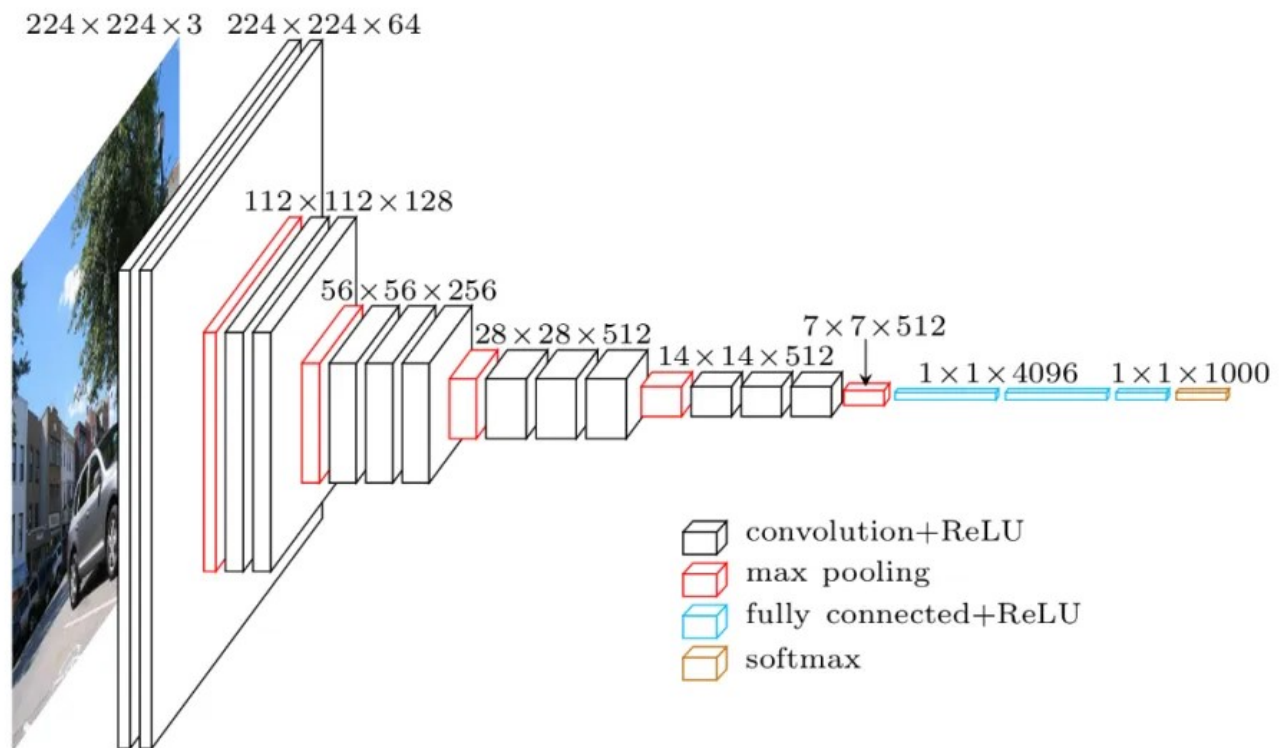 224×224×3
224×224×64
112×112×128
56×56×256
28×28×512
14×14×512
7×7×512
1×1×4096
1×1×1000
convolution+ReLU
max pooling
fully connected+ReLU
softmax